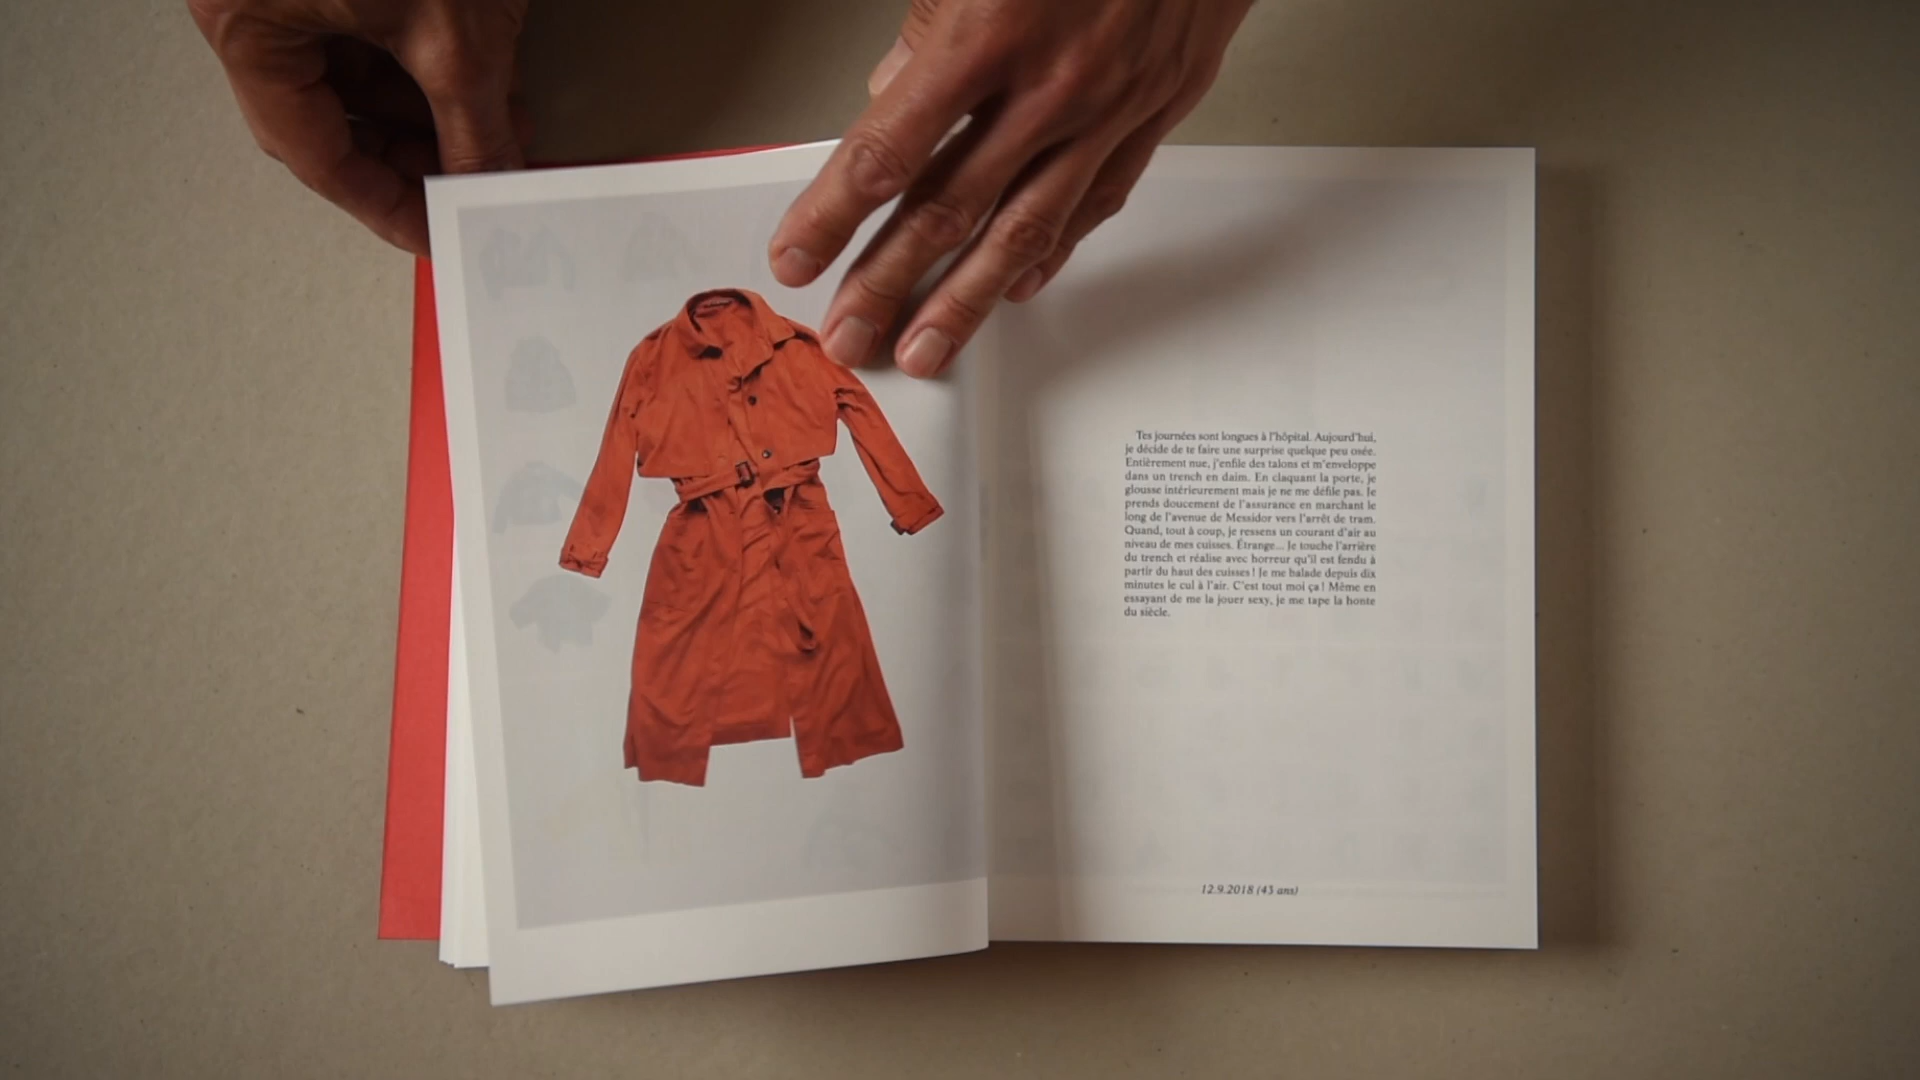 Tes journées sont longues à l'hôpital. Aujourd'hui,
je décide de te faire une surprise quelque peu osée.
Entièrement nue, j'enfile des talons et m'enveloppe
dans un trench en daim. En claquant la porte, je
glousse intérieurement mais je ne me défile pas. Je
prends doucement de l'assurance en marchant le
long de l'avenue de Messidor vers l'arrêt de tram.
Quand, tout à coup, je ressens un courant d'air au
niveau de mes cuisses. Étrange... Je touche l'arrière
du trench et réalise avec horreur qu'il est fendu à
partir du haut des cuisses ! Je me balade depuis dix
minutes le cul à l'air. C'est tout moi ça ! Même en
essayant de me la jouer sexy, je me tape la honte
du siècle.
12.9.2018 (43 ans)